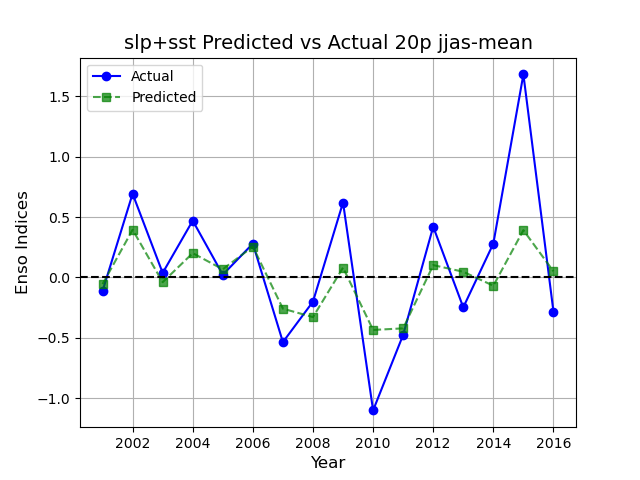 slp+sst Predicted vs Actual 20p jjas-mean
Actual
Predicted
Enso Indices
1.5
1.0
0.5
0.0
−0.5
−1.0
2002 2004 2006 2008 2010 2012 2014 2016
Year